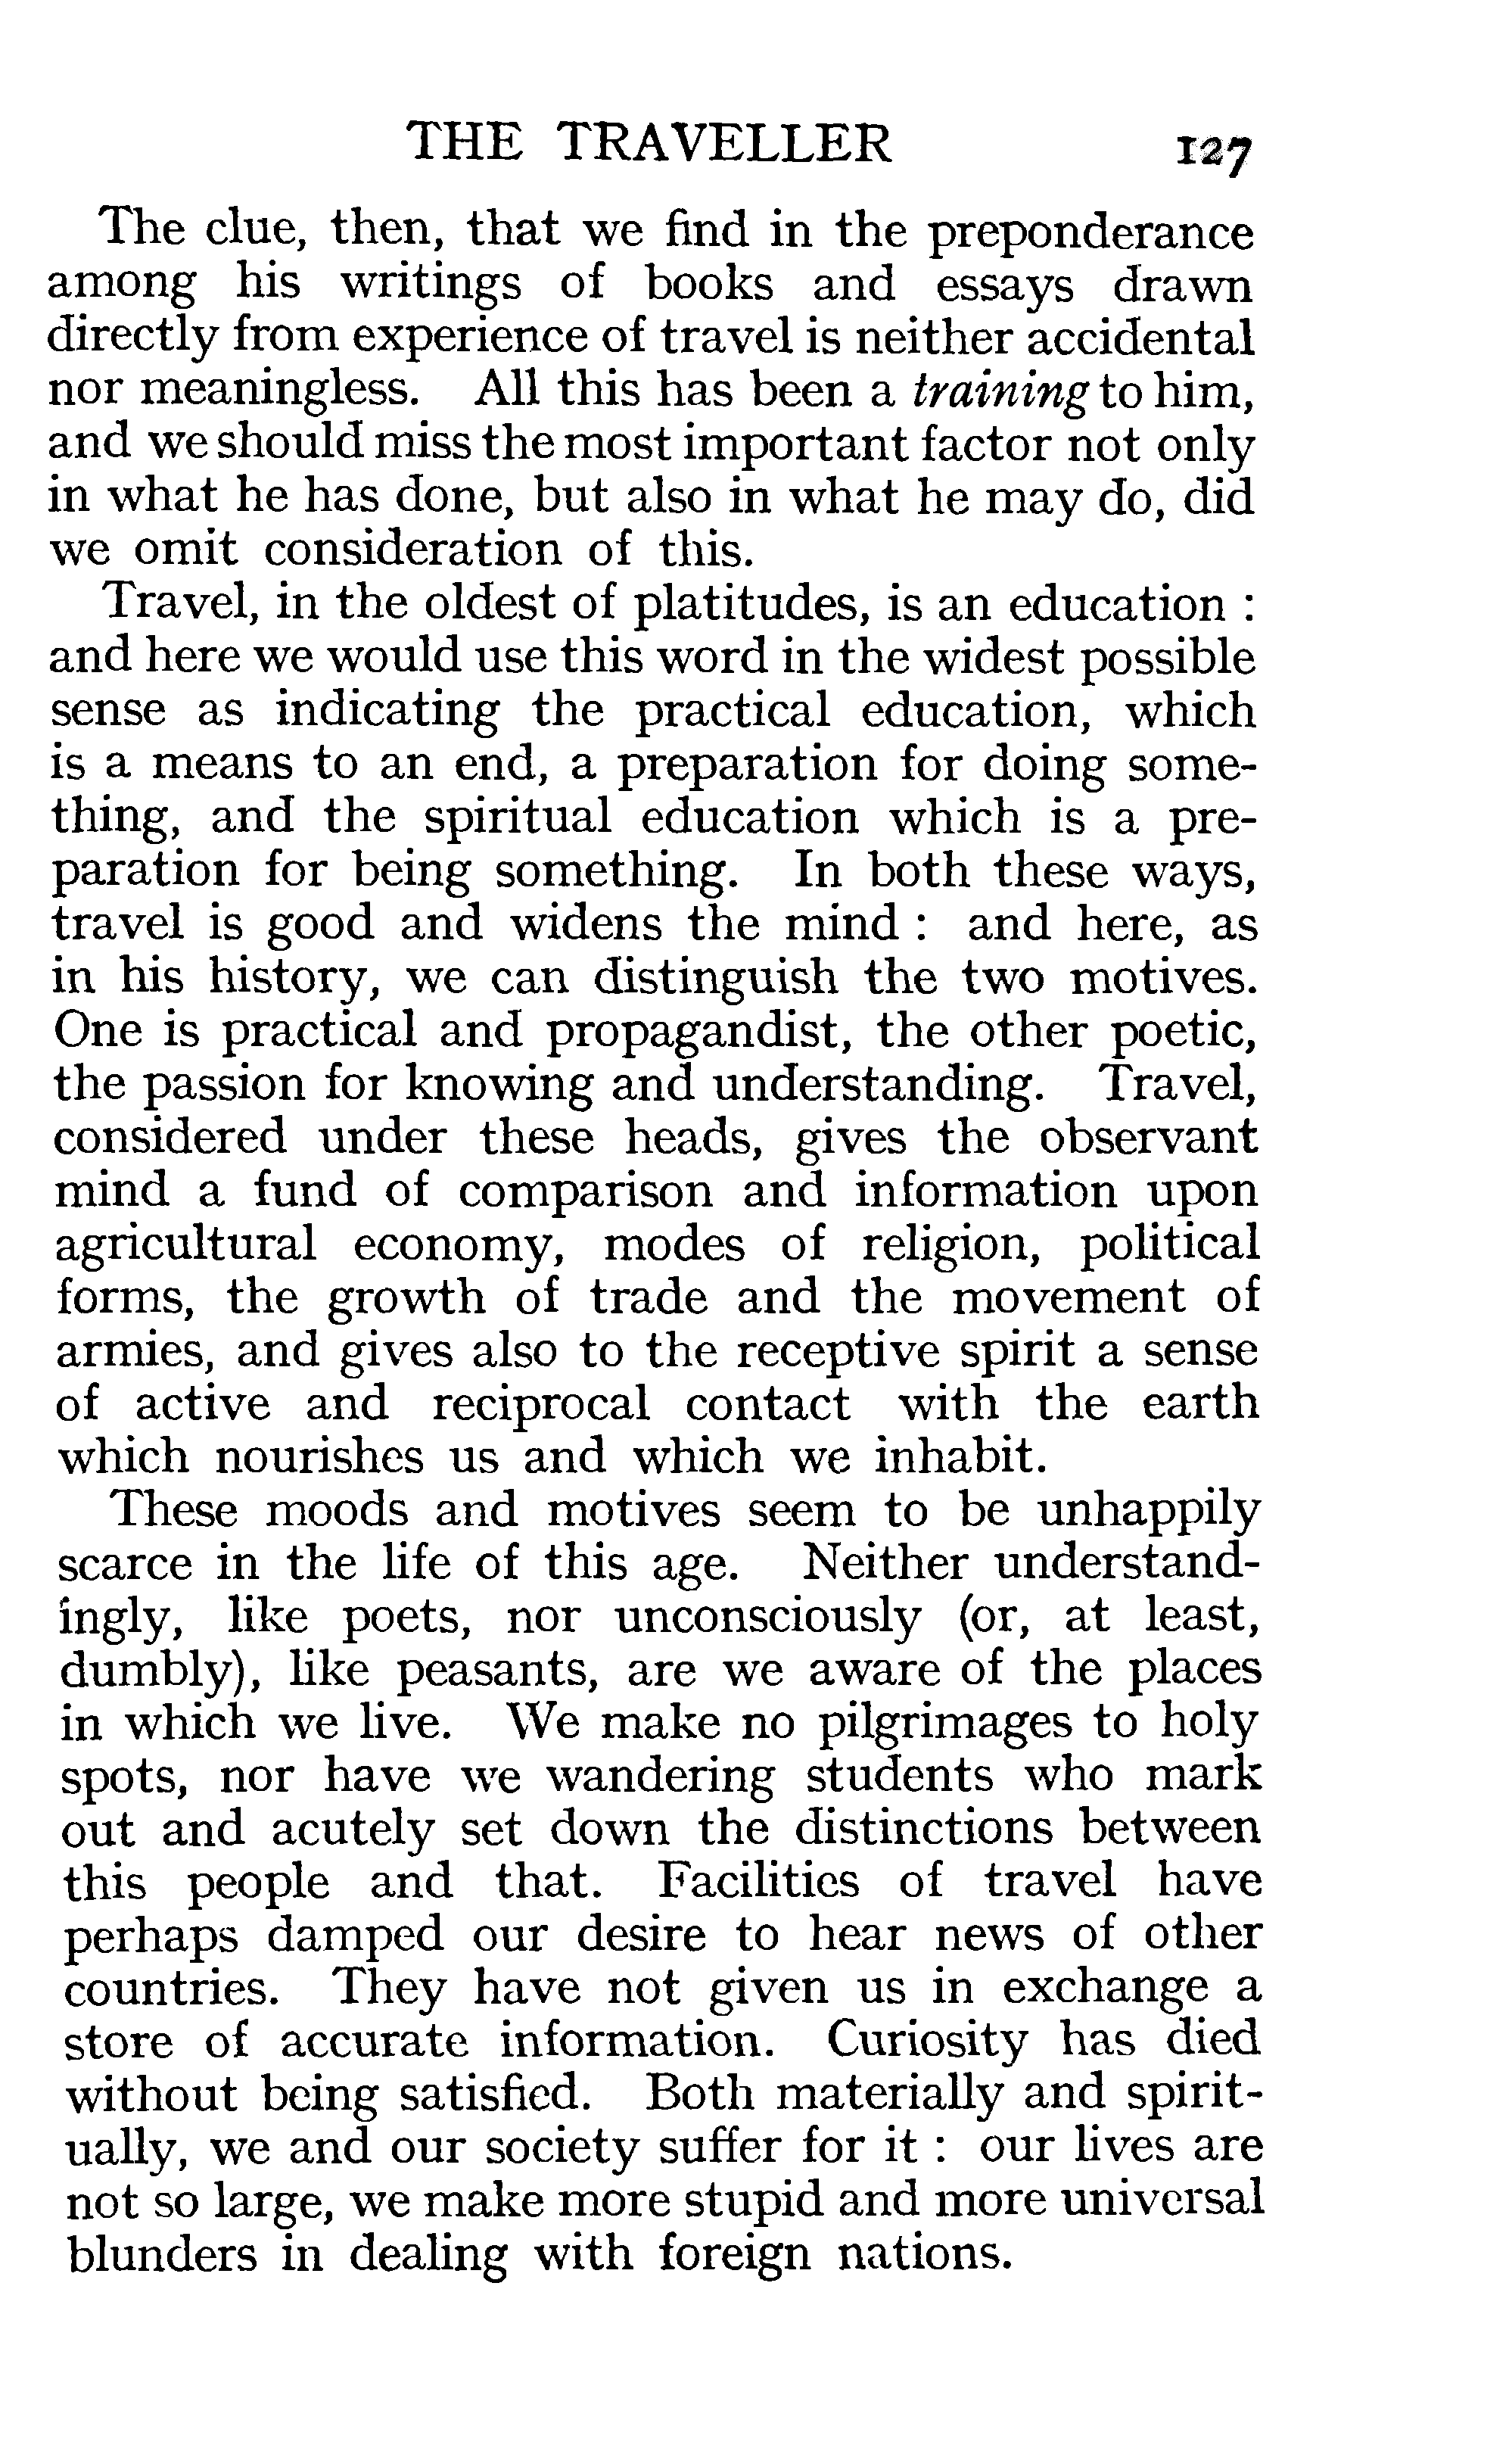 THE TRAVELLER 127
The clue, then, that we find in the preponderance
among his writings of books and essays drawn
directly from experience of travel is neither accidental
nor meaningless. All this has been a training to him,
and we should miss the most important factor not only
in what he has done, but also in what he may do, did
we omit consideration of this.
Travel, in the oldest of platitudes, is an education :
and here we would use this word in the widest possible
sense as indicating the practical education, which
is a means to an end, a preparation for doing some-
thing, and the spiritual education which is a pre-
paration for being something. In both these ways,
travel is good and widens the mind : and here, as
in his history, we can distinguish the two motives.
One is practical and propagandist, the other poetic,
the passion for knowing and understanding. Travel,
considered under these heads, gives the observant
mind a fund of comparison and information upon
agricultural economy, modes of religion, political
forms, the growth of trade and the movement of
armies, and gives also to the receptive spirit a sense
of active and reciprocal contact with the earth
which nourishes us and which we inhabit.
These moods and motives seem to be unhappily
scarce in the life of this age. Neither understand-
ingly, like poets, nor unconsciously (or, at least,
dumbly), like peasants, are we aware of the places
in which we live. We make no pilgrimages to holy
spots, nor have we wandering students who mark
out and acutely set down the distinctions between
this people and that. Facilities of travel have
perhaps damped our desire to hear news of other
countries. They have not given us in exchange a
store of accurate information. Curiosity has died
without being satisfied. Both materially and spirit-
ually, we and our society suffer for it : our lives are
not so large, we make more stupid and more universal
blunders in dealing with foreign nations.